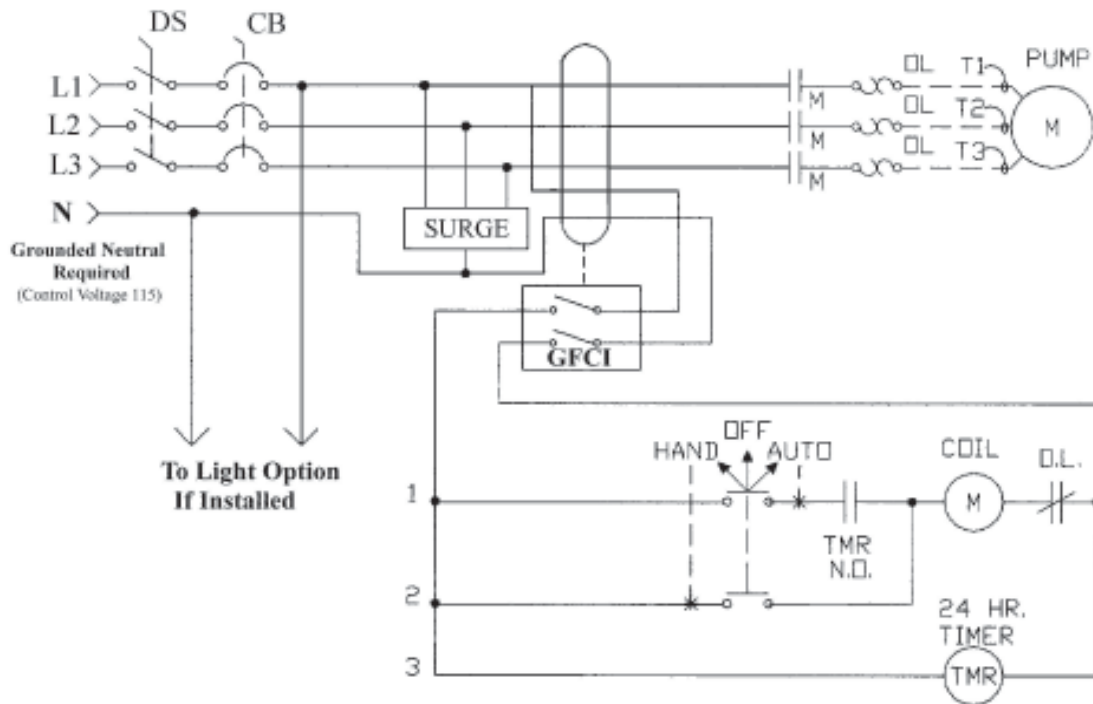 DS CB
L1
L2
L3
N
Grounded Neutral
Required
(Control Voltage 115)
SURGE
GFCI
M
M
M
OL T1
OL T2
OL T3
PUMP
M
To Light Option
If Installed
HAND OFF AUTO
COIL
O.L.
1
M
TMR
N.O.
2
24 HR.
TIMER
3
TMR